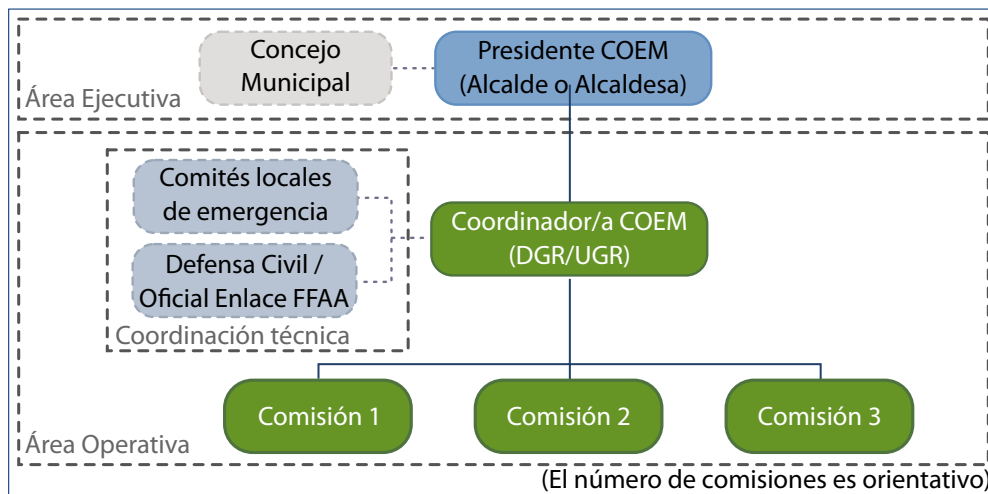 Concejo
Municipal
Presidente COEM
(Alcalde o Alcaldesa)
Área Ejecutiva
Comités locales
de emergencia
Coordinador/a COEM
(DGR/UGR)
Defensa Civil /
Oficial Enlace FFAA
Coordinación técnica
Comisión 1
Comisión 2
Comisión 3
Área Operativa
(El número de comisiones es orientativo)